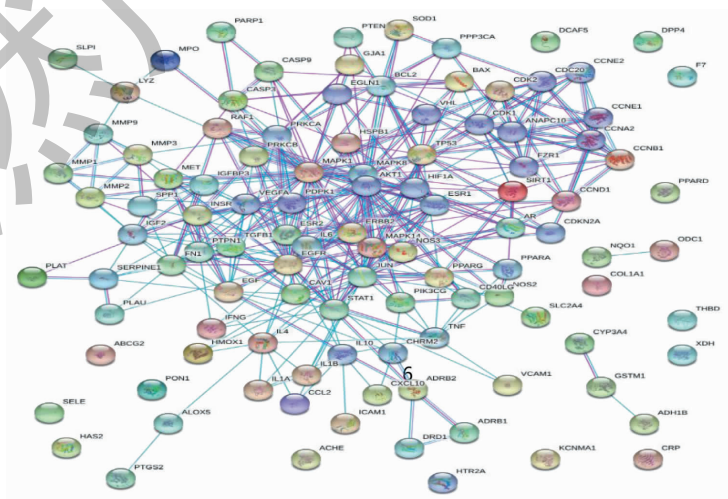 PARP1
SOD1
PTEN
PPP3CA
DCAF5
DPP4
SLPI
MPO
GJA1
CASP9
BCL2
BAX
CDC20
CCNE2
F7
LYZ
CASP3
EGLN1
CDK2
VHL
CCNE1
MMP9
RAF1
PRKCA
CDK1
ANAPC10
CCNA2
MMP3
PRKCB
HSPB1
TP53
CCNB1
MMP1
MET
IGFBP3
MAPK1
MAPK8
FZR1
MMP2
SPP1
VEGFA
PDPK1
AKT1
HIF1A
SIRT1
CCND1
PPARD
INSR
ESR1
IGF2
TGFB1
ESR2
IL6
ERBB2
AR
CDKN2A
PTPN1
MAPK14
NOS3
NQO1
ODC1
FN1
EGFR
PLAT
SERPINE1
JUN
PPARG
PPARA
COL1A1
EGF
CAV1
PIK3CG
CD40LG
NOS2
PLAU
STAT1
SLC2A4
THBD
IFNG
TNF
CYP3A4
XDH
ABCG2
HMOX1
IL4
IL10
CHRM2
IL1B
6
PON1
IL1A
CXCL10
ADRB2
VCAM1
GSTM1
CCL2
SELE
ALOX5
ICAM1
ADH1B
HAS2
DRD1
ADRB1
ACHE
KCNMA1
CRP
PTGS2
HTR2A